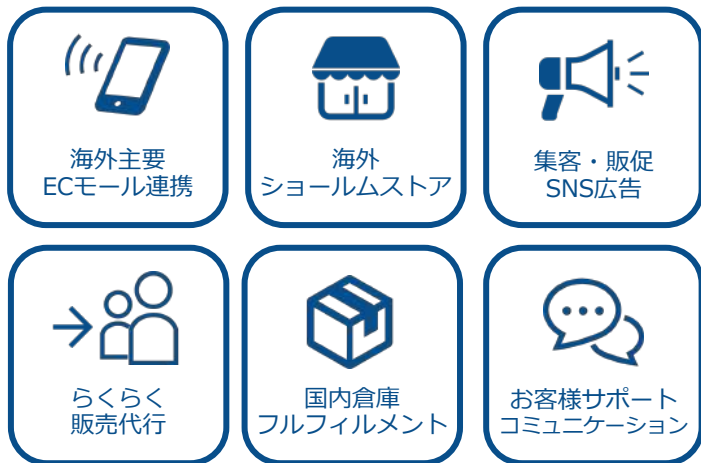 海外主要
ECモール連携
海外
ショールムストア
集客・販促
SNS広告
らくらく
販売代行
国内倉庫
フルフィルメント
お客様サポート
コミュニケーション